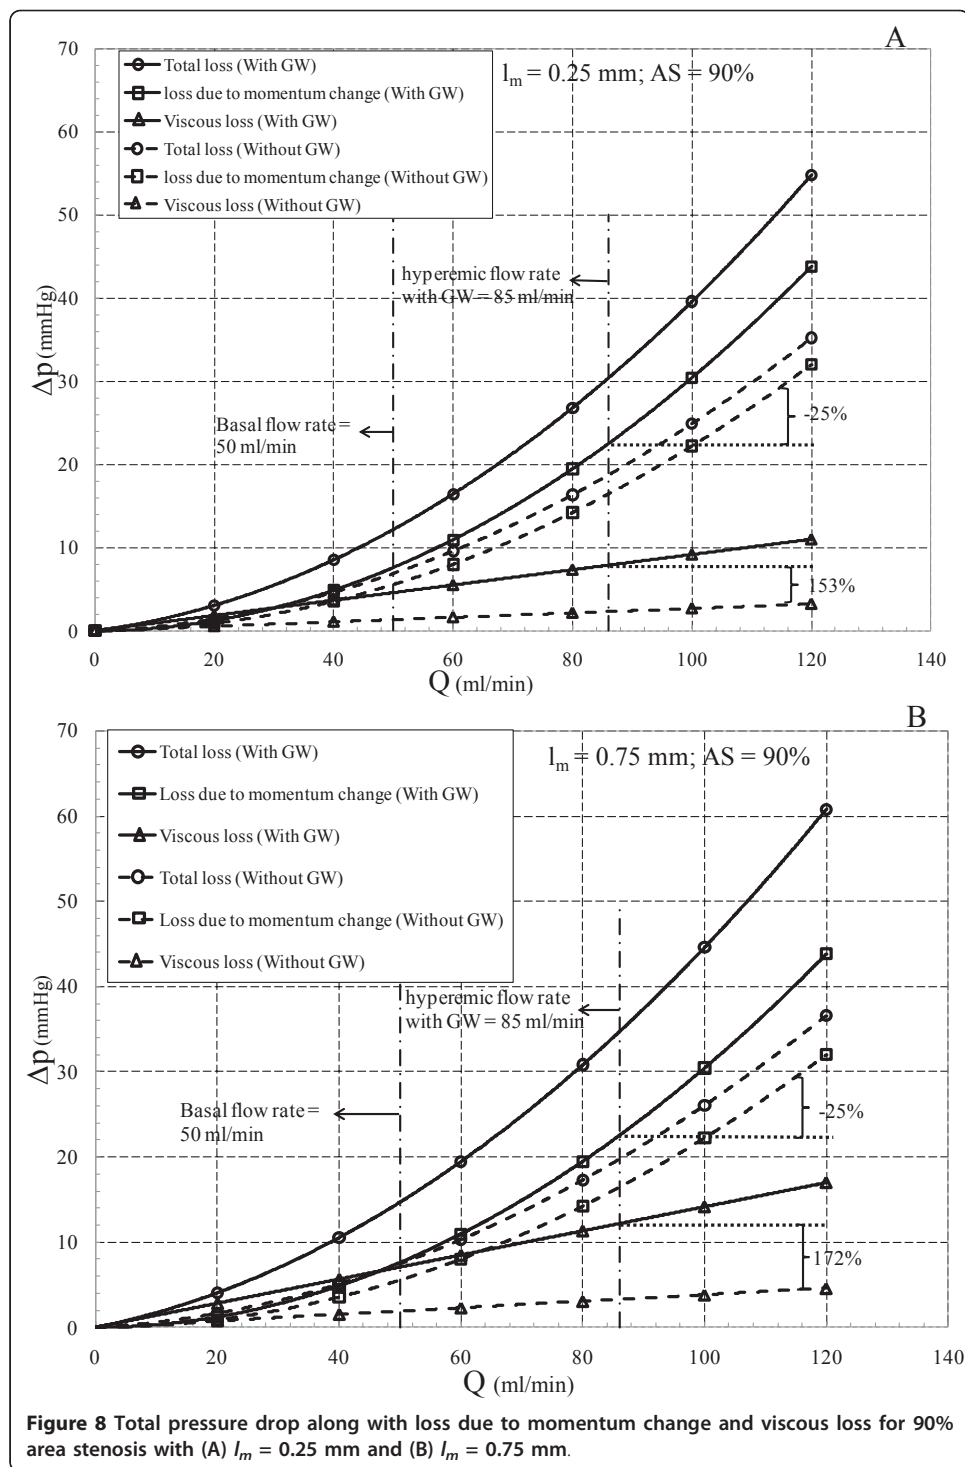 A
70
60
50
40
30
20
10
0
Δp (mmHg)
Total loss (With GW)
loss due to momentum change (With GW)
Viscous loss (With GW)
Total loss (Without GW)
loss due to momentum change (Without GW)
Viscous loss (Without GW)
lm = 0.25 mm; AS = 90%
hyperemic flow rate
with GW = 85 ml/min
Basal flow rate =
50 ml/min
-25%
153%
0 20 40 60 80 100 120 140
Q (ml/min)
B
70
60
50
40
30
20
10
0
Δp (mmHg)
Total loss (With GW)
Loss due to momentum change (With GW)
Viscous loss (With GW)
Total loss (Without GW)
Loss due to momentum change (Without GW)
Viscous loss (Without GW)
lm = 0.75 mm; AS = 90%
hyperemic flow rate
with GW = 85 ml/min
Basal flow rate =
50 ml/min
-25%
172%
0 20 40 60 80 100 120 140
Q (ml/min)
Figure 8 Total pressure drop along with loss due to momentum change and viscous loss for 90%
area stenosis with (A) lm = 0.25 mm and (B) lm = 0.75 mm.